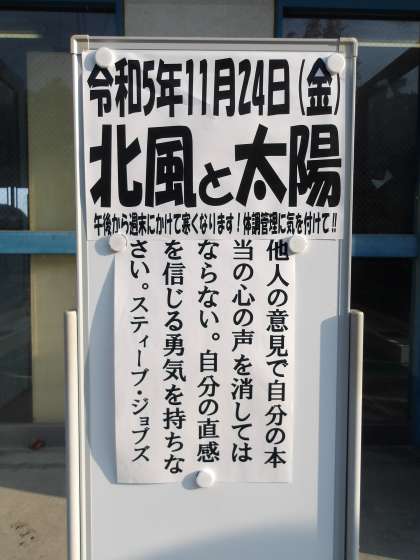 令和5年11月24日（金）
北風と太陽
午後から週末にかけて寒くなります！体調管理に気を付けて!!
他人の意見で自分の本
当の心の声を消しては
ならない。自分の直感
を信じる勇気を持ちな
さい。スティーブ・ジョブズ